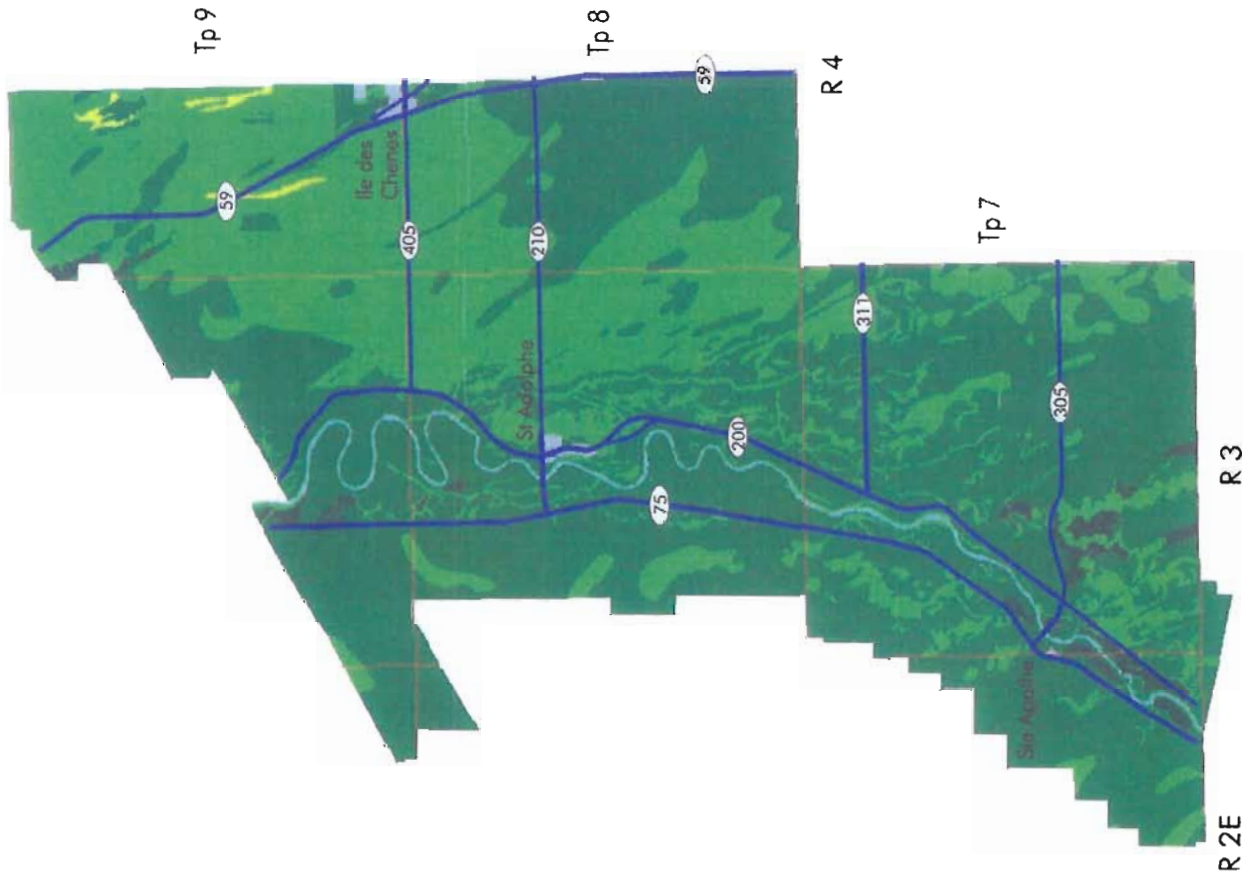 Tp 9
59
Ile des
Chenes
Tp 8
405
210
59
R 4
St Adolphe
Tp 7
311
200
75
305
R 3
Ste Agathe
R 2E